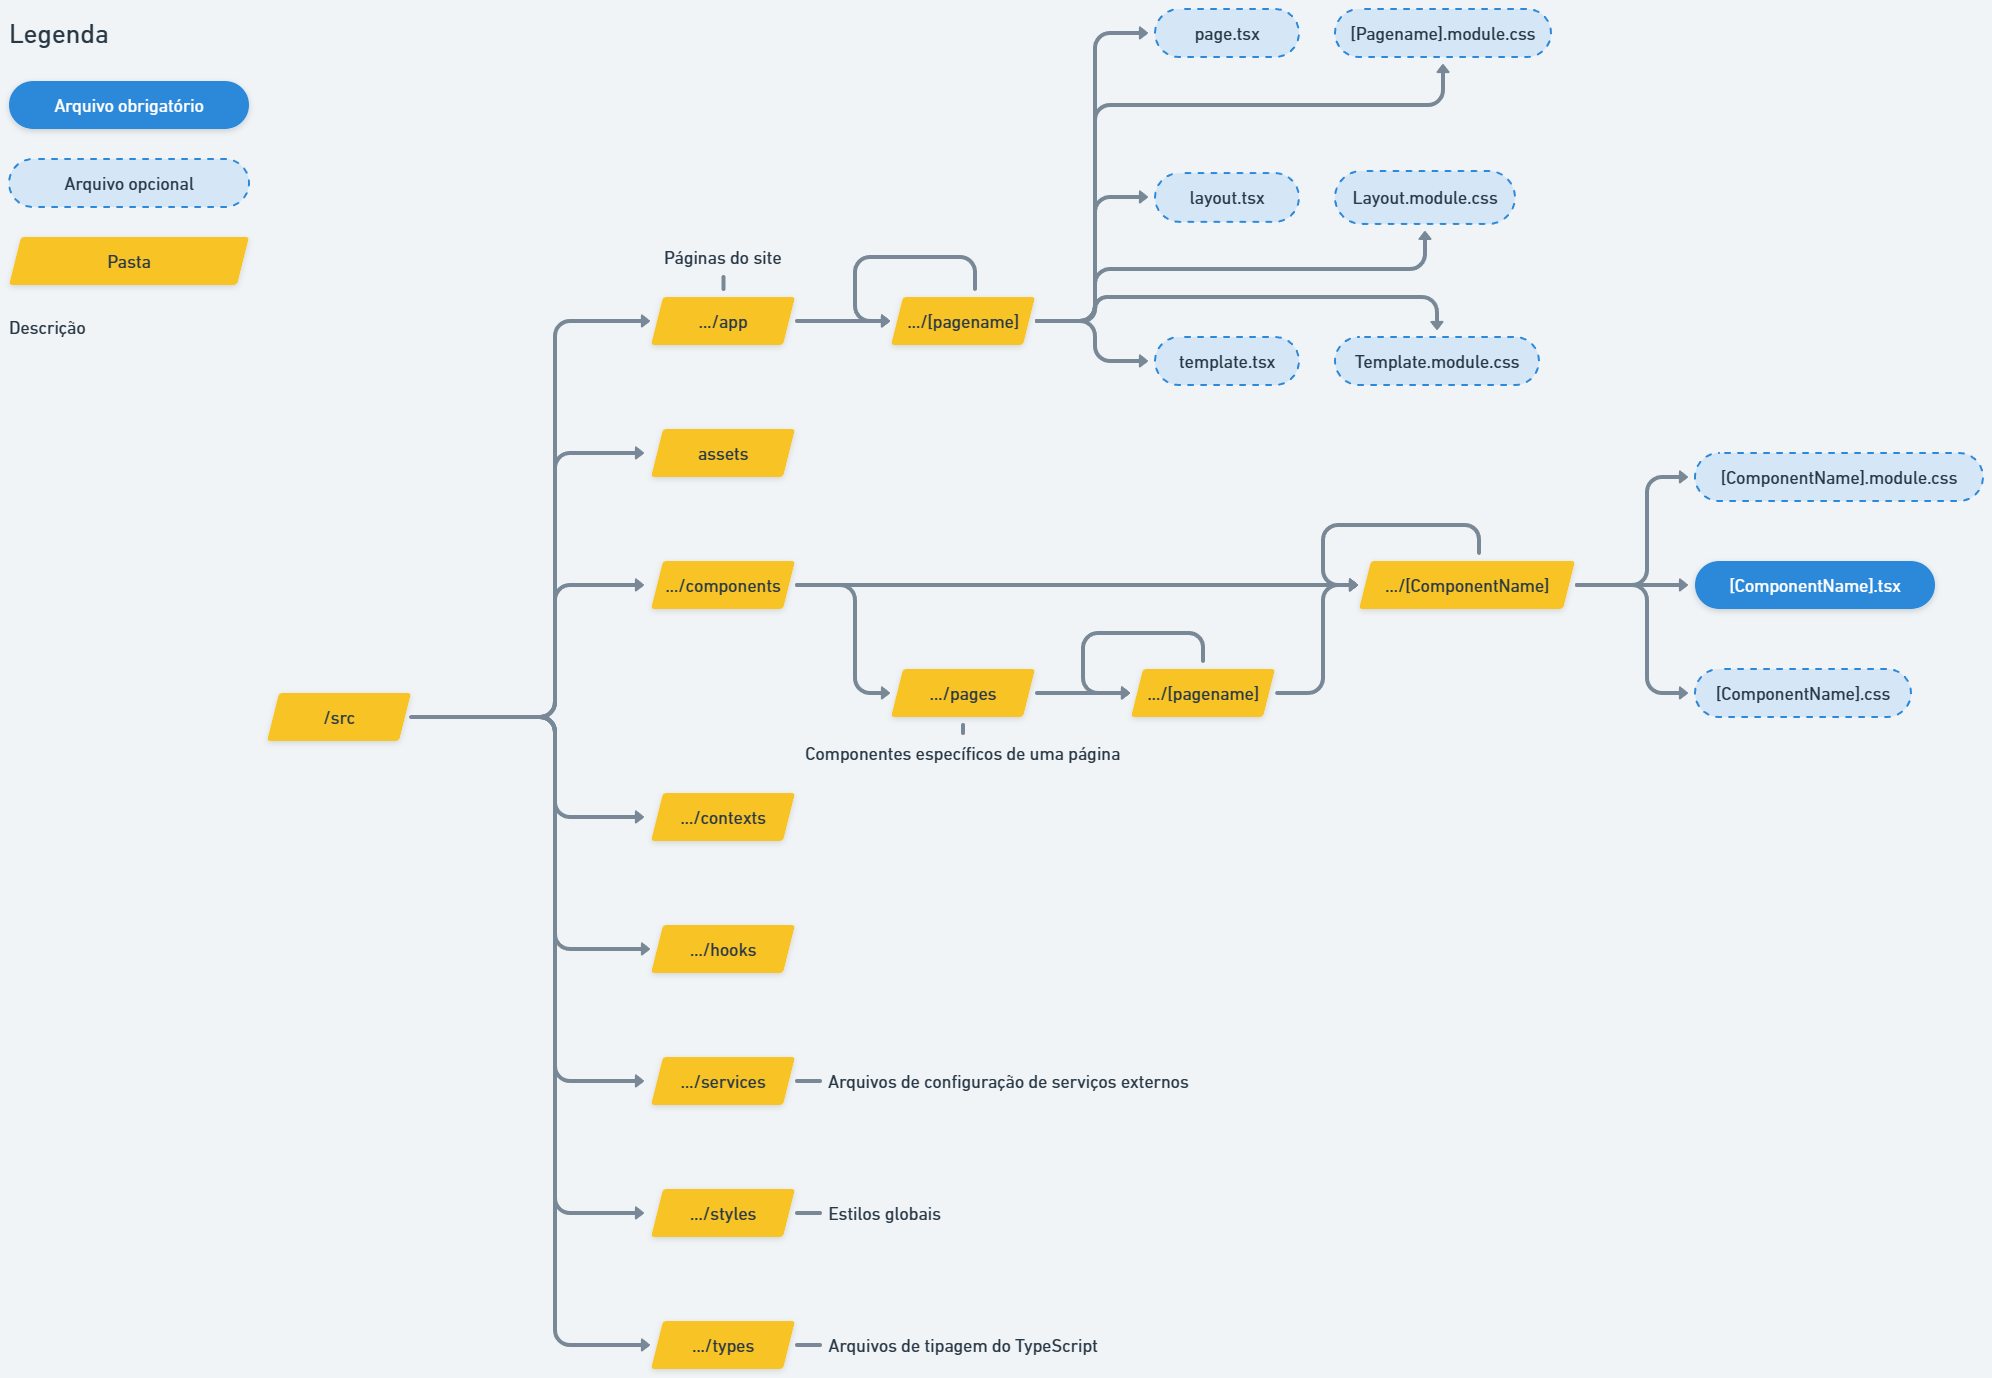 Legenda
Arquivo obrigatório
Arquivo opcional
Pasta
Descrição
page.tsx
[Pagename].module.css
layout.tsx
Layout.module.css
Páginas do site
.../app
.../[pagename]
template.tsx
Template.module.css
assets
[ComponentName].module.css
.../components
.../[ComponentName]
[ComponentName].tsx
.../pages
.../[pagename]
[ComponentName].css
/src
Componentes específicos de uma página
.../contexts
.../hooks
.../services
Arquivos de configuração de serviços externos
.../styles
Estilos globais
.../types
Arquivos de tipagem do TypeScript